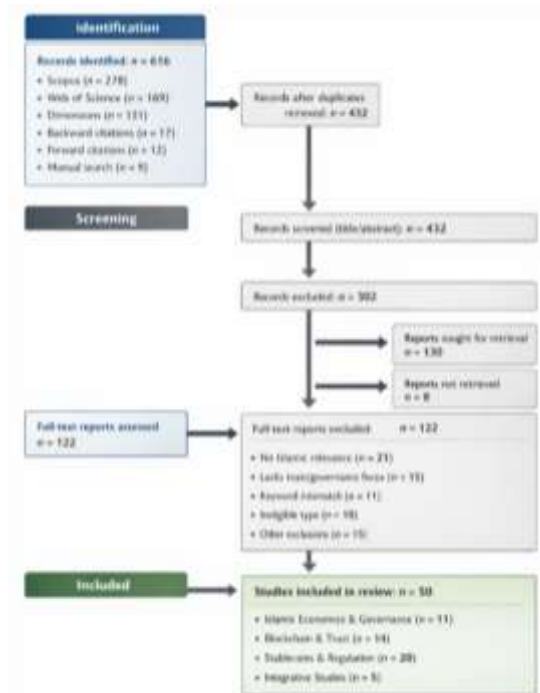 identification
Records identified: n = 616
• Scopus (n = 278)
• Web of Science (n = 169)
• Dimensions (n = 131)
• Backward citations (n = 17)
• Forward citations (n = 12)
• Manual search (n = 9)
Records after duplicates
removal: n = 432
Screening
Records screened (title/abstract): n = 432
Records excluded: n = 302
Reports sought for retrieval
n = 130
Reports not retrieval
n = 8
Full-text reports assessed
n = 122
Full text reports excluded: n = 122
• No Islamic relevance (n = 21)
• Lacks trust/governance focus (n = 15)
• Keyword mismatch (n = 11)
• Ineligible type (n = 10)
• Other exclusion (n = 15)
Included
Studies included in review: n = 50
• Islamic Economics & Governance (n = 11)
• Blockchain & Trust (n = 14)
• Stablecoins & Regulation (n = 20)
• Integrative Studies (n = 5)